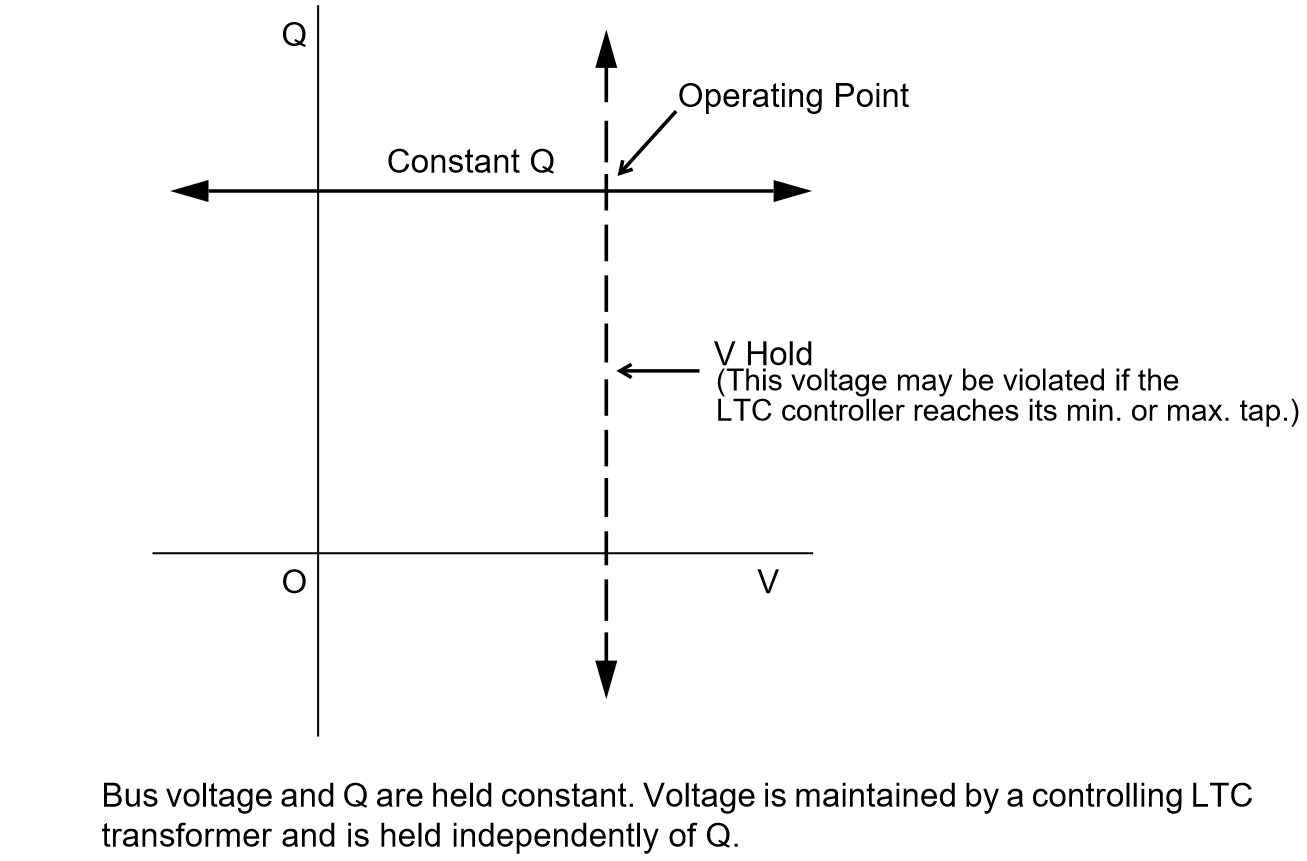 Q
Operating Point
Constant Q
V Hold
(This voltage may be violated if the
LTC controller reaches its min. or max. tap.)
O
V
Bus voltage and Q are held constant. Voltage is maintained by a controlling LTC
transformer and is held independently of Q.